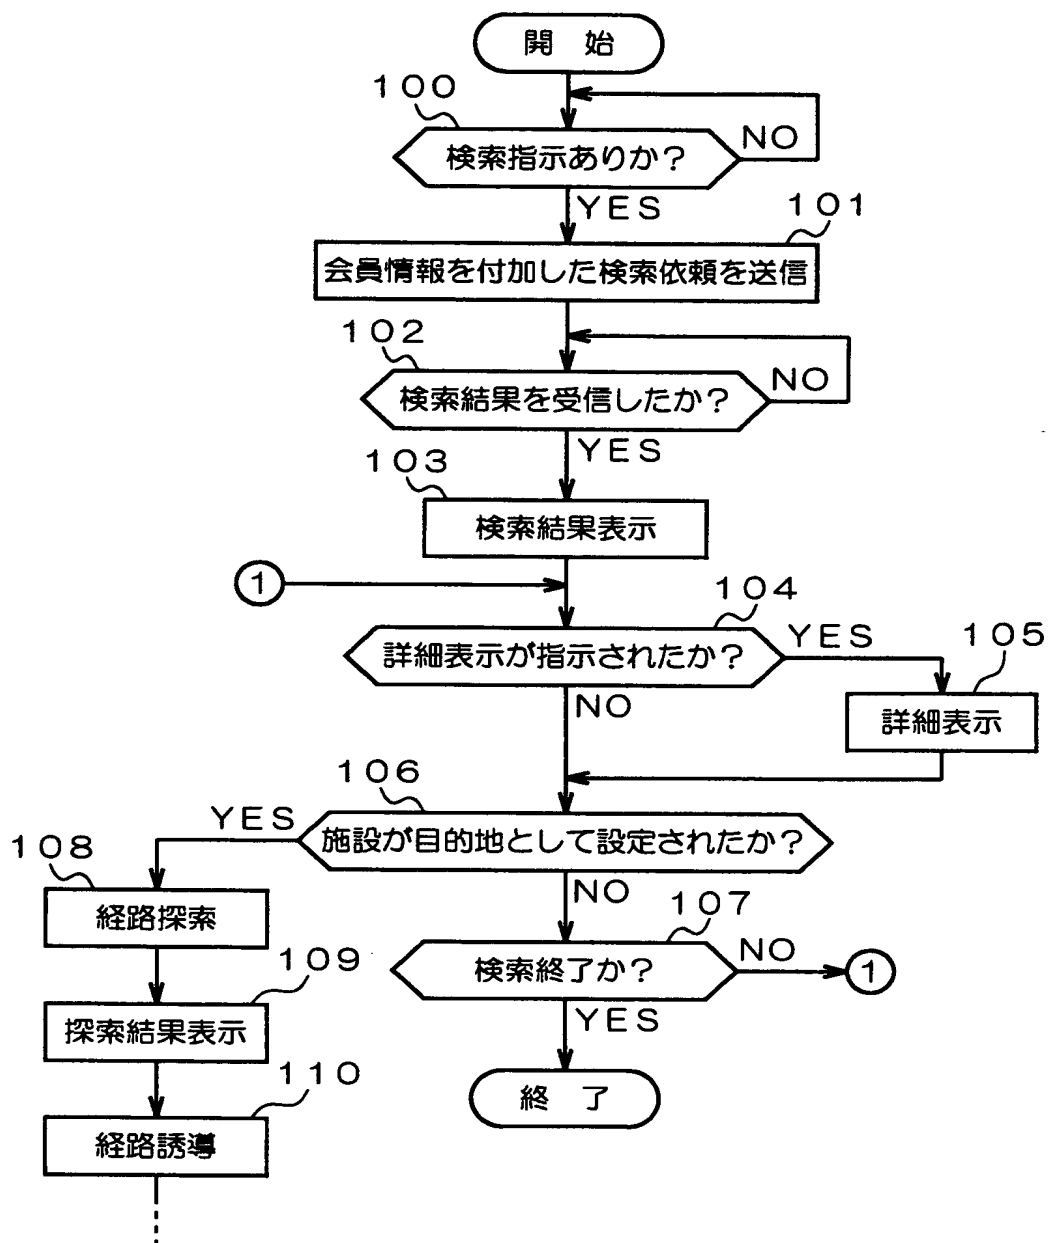 開 始
100
検索指示ありか？
NO
YES
101
会員情報を付加した検索依頼を送信
102
検索結果を受信したか？
NO
YES
103
検索結果表示
1
104
詳細表示が指示されたか？
YES
105
NO
詳細表示
106
YES
施設が目的地として設定されたか？
108
NO
経路探索
107
検索終了か？
NO
1
109
YES
探索結果表示
110
終 了
経路誘導